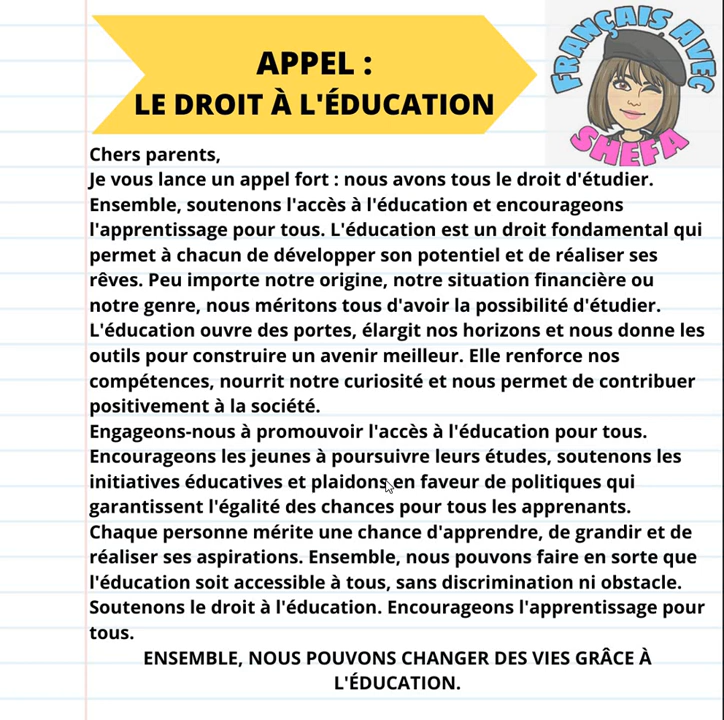 APPEL :
LE DROIT À L'ÉDUCATION
FRANÇAIS AVEC
SHEFA
Chers parents,
Je vous lance un appel fort : nous avons tous le droit d'étudier.
Ensemble, soutenons l'accès à l'éducation et encourageons
l'apprentissage pour tous. L'éducation est un droit fondamental qui
permet à chacun de développer son potentiel et de réaliser ses
rêves. Peu importe notre origine, notre situation financière ou
notre genre, nous méritons tous d'avoir la possibilité d'étudier.
L'éducation ouvre des portes, élargit nos horizons et nous donne les
outils pour construire un avenir meilleur. Elle renforce nos
compétences, nourrit notre curiosité et nous permet de contribuer
positivement à la société.
Engageons-nous à promouvoir l'accès à l'éducation pour tous.
Encourageons les jeunes à poursuivre leurs études, soutenons les
initiatives éducatives et plaidons en faveur de politiques qui
garantissent l'égalité des chances pour tous les apprenants.
Chaque personne mérite une chance d'apprendre, de grandir et de
réaliser ses aspirations. Ensemble, nous pouvons faire en sorte que
l'éducation soit accessible à tous, sans discrimination ni obstacle.
Soutenons le droit à l'éducation. Encourageons l'apprentissage pour
tous.
ENSEMBLE, NOUS POUVONS CHANGER DES VIES GRÂCE À
L'ÉDUCATION.